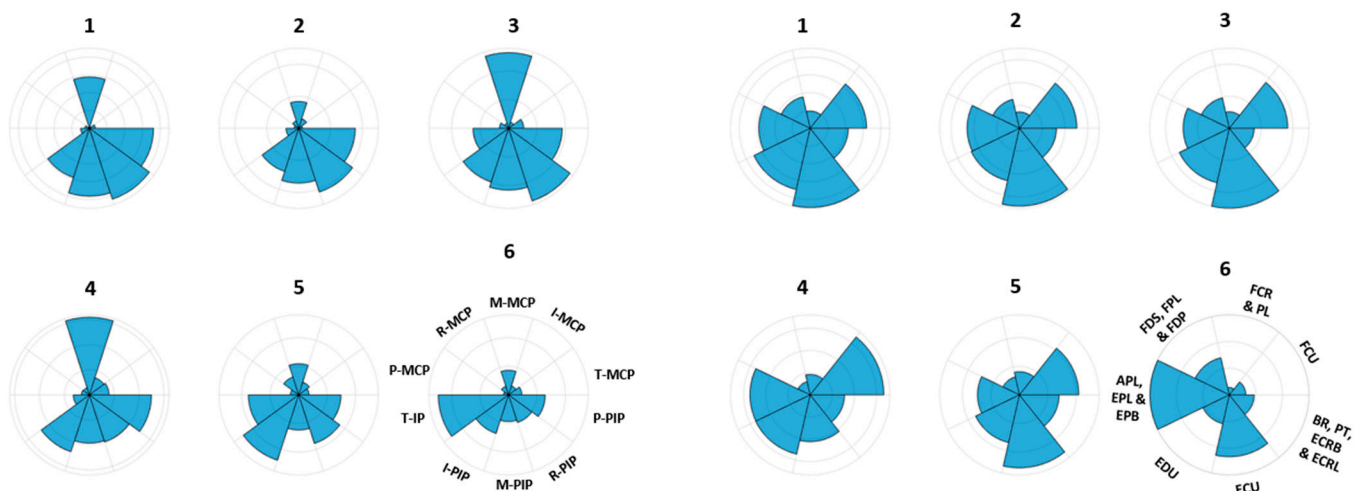 1
2
3
4
5
6
M-MCP
R-MCP
I-MCP
P-MCP
T-MCP
T-IP
P-PIP
I-PIP
R-PIP
M-PIP
1
2
3
4
5
6
FDS, FPL
& FDP
FCR
& PL
FCU
APL,
EPL &
EPB
BR, PT,
ECRB
& ECRL
EDU
ECU